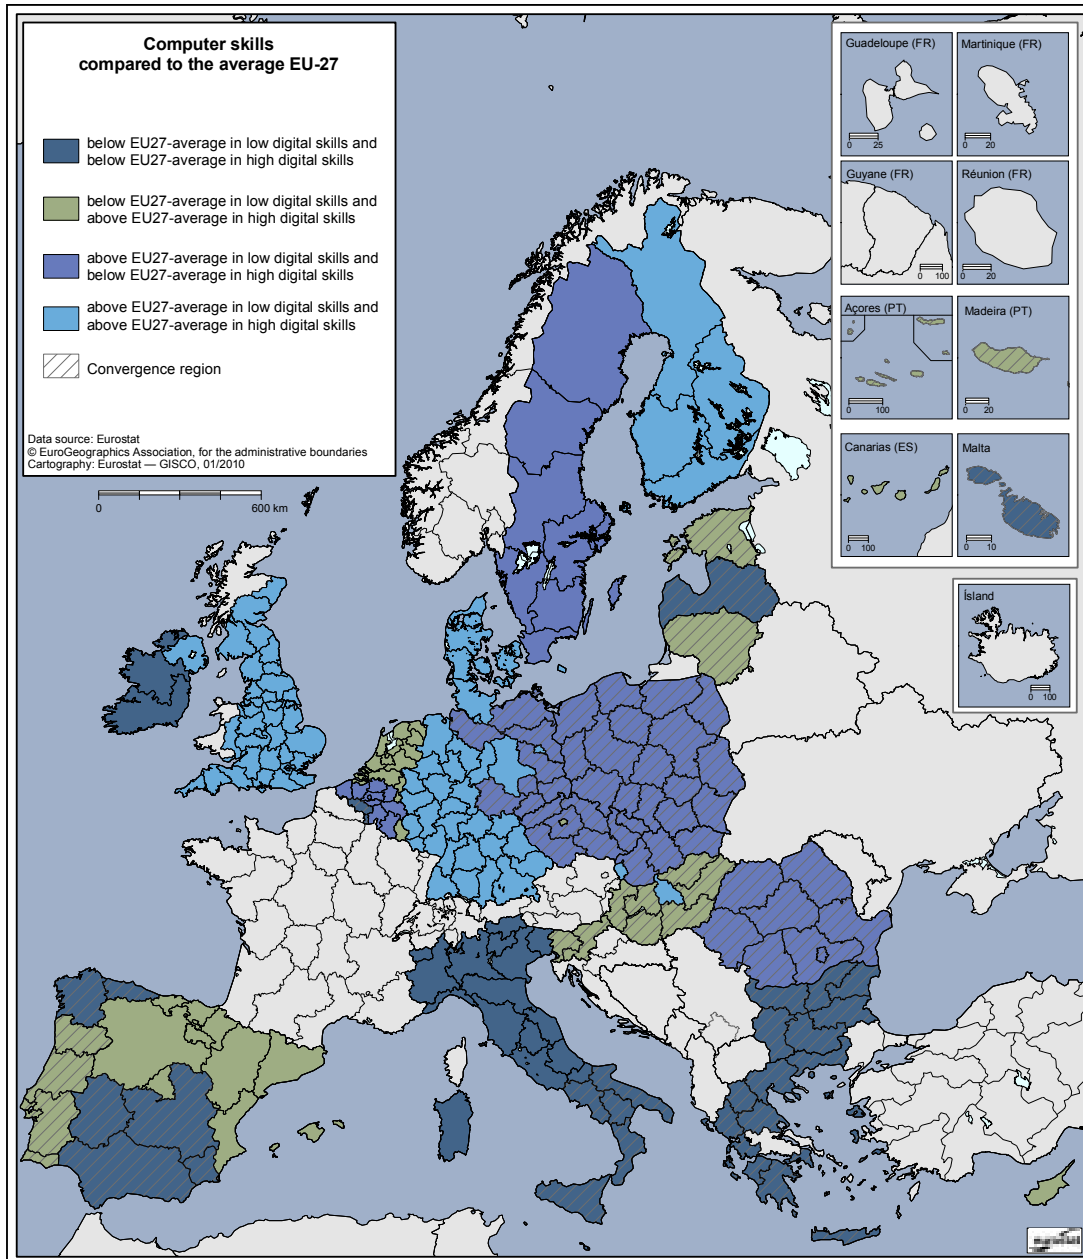 Computer skills
compared to the average EU-27
below EU27-average in low digital skills and
below EU27-average in high digital skills
below EU27-average in low digital skills and
above EU27-average in high digital skills
above EU27-average in low digital skills and
below EU27-average in high digital skills
above EU27-average in low digital skills and
above EU27-average in high digital skills
Convergence region
Data source: Eurostat
© EuroGeographics Association, for the administrative boundaries
Cartography: Eurostat — GISCO, 01/2010
0 600 km
Guadeloupe (FR)
0 25
Martinique (FR)
0 20
Guyane (FR)
0 100
Réunion (FR)
0 20
Açores (PT)
0 100
Madeira (PT)
0 20
Canarias (ES)
0 100
Malta
0 10
Ísland
0 100